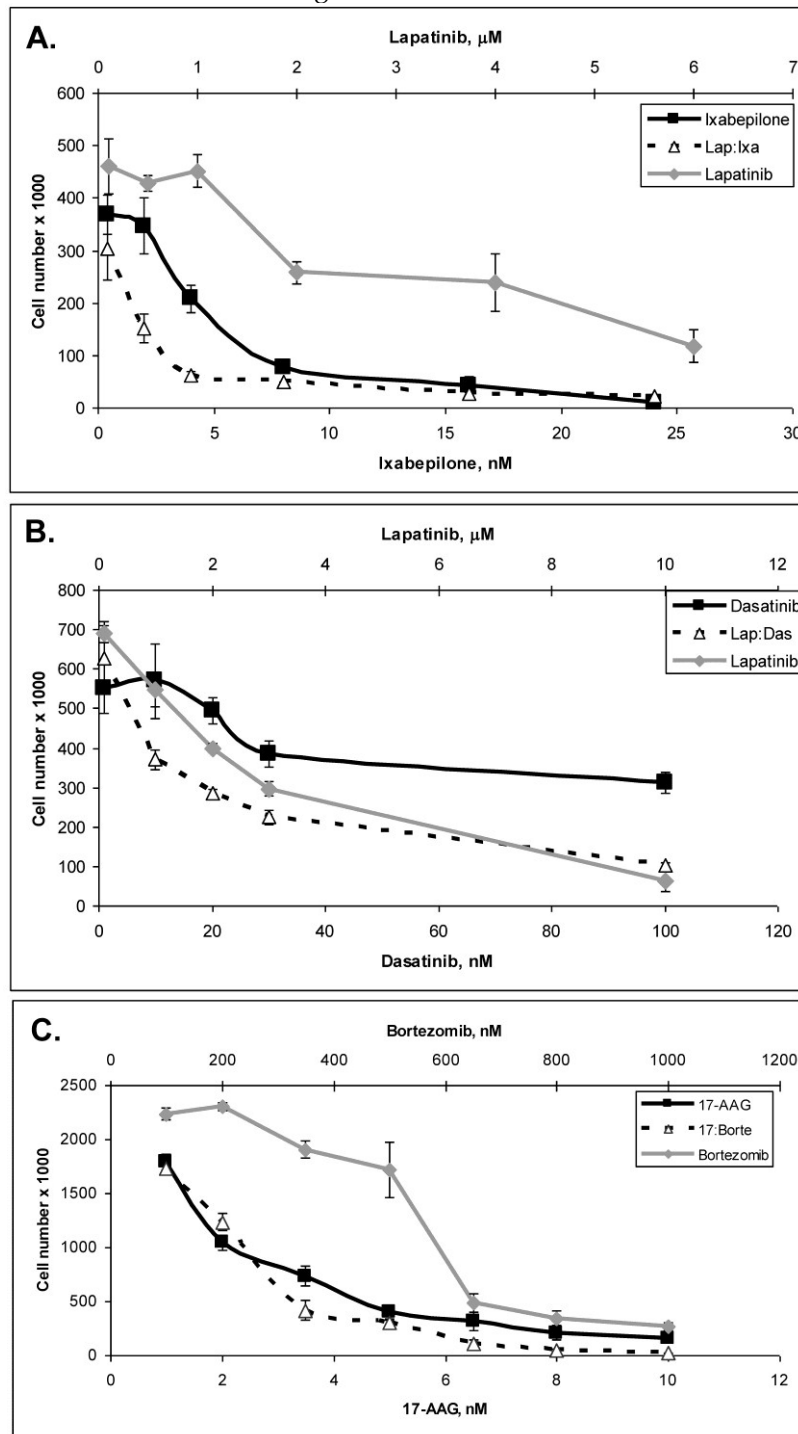 A.
Lapatinib, μM
0 1 2 3 4 5 6 7
600
500
400
300
200
100
0
Cell number x 1000
Ixabepilone
Lap:Ixa
Lapatinib
0 5 10 15 20 25 30
Ixabepilone, nM
B.
Lapatinib, μM
0 2 4 6 8 10 12
800
700
600
500
400
300
200
100
0
Cell number x 1000
Dasatinib
Lap:Das
Lapatinib
0 20 40 60 80 100 120
Dasatinib, nM
C.
Bortezomib, nM
0 200 400 600 800 1000 1200
2500
2000
1500
1000
500
0
Cell number x 1000
17-AAG
17:Borte
Bortezomib
0 2 4 6 8 10 12
17-AAG, nM